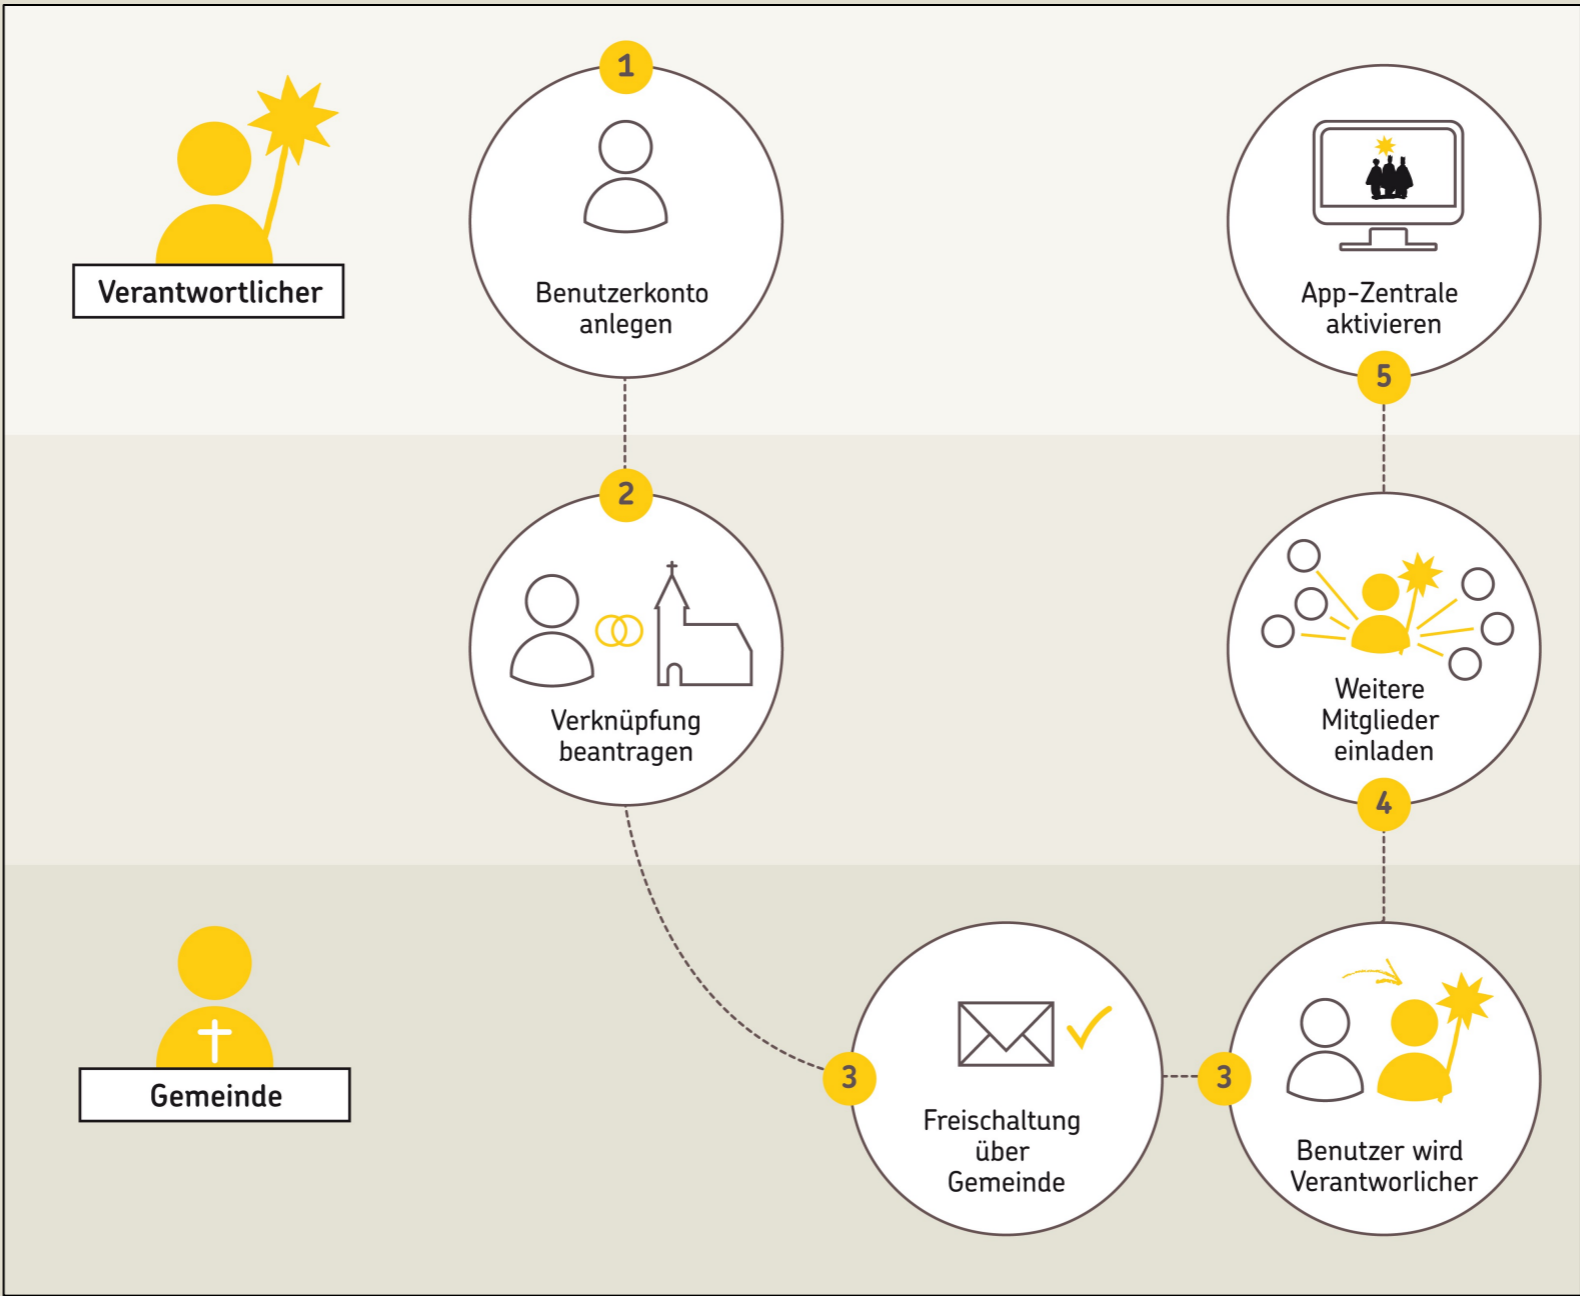 Verantwortlicher
1
Benutzerkonto
anlegen
2
Verknüpfung
beantragen
Gemeinde
3
Freischaltung
über
Gemeinde
3
Benutzer wird
Verantworlicher
4
Weitere
Mitglieder
einladen
5
App-Zentrale
aktivieren